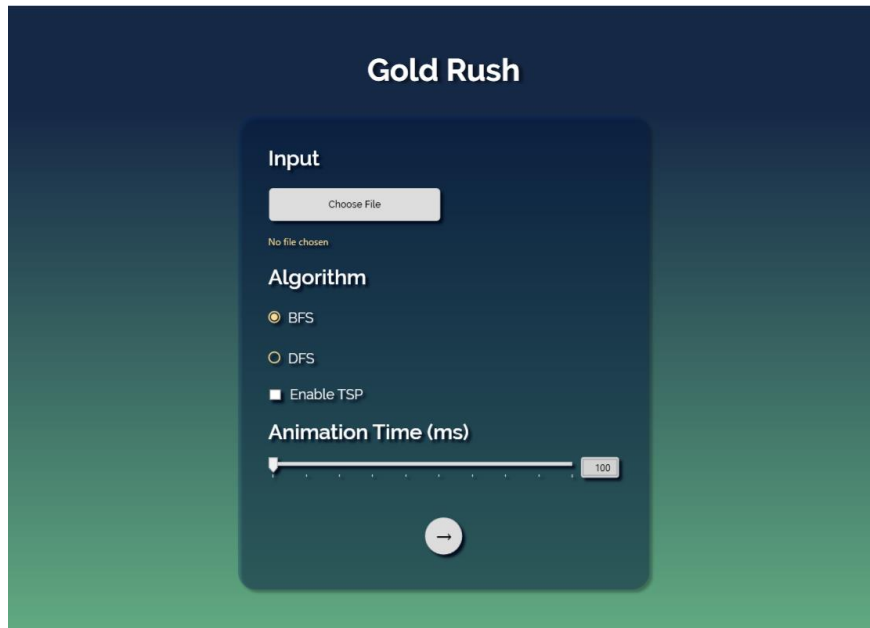 Gold Rush
Input
Choose File
No file chosen
Algorithm
BFS
DFS
Enable TSP
Animation Time (ms)
100
→